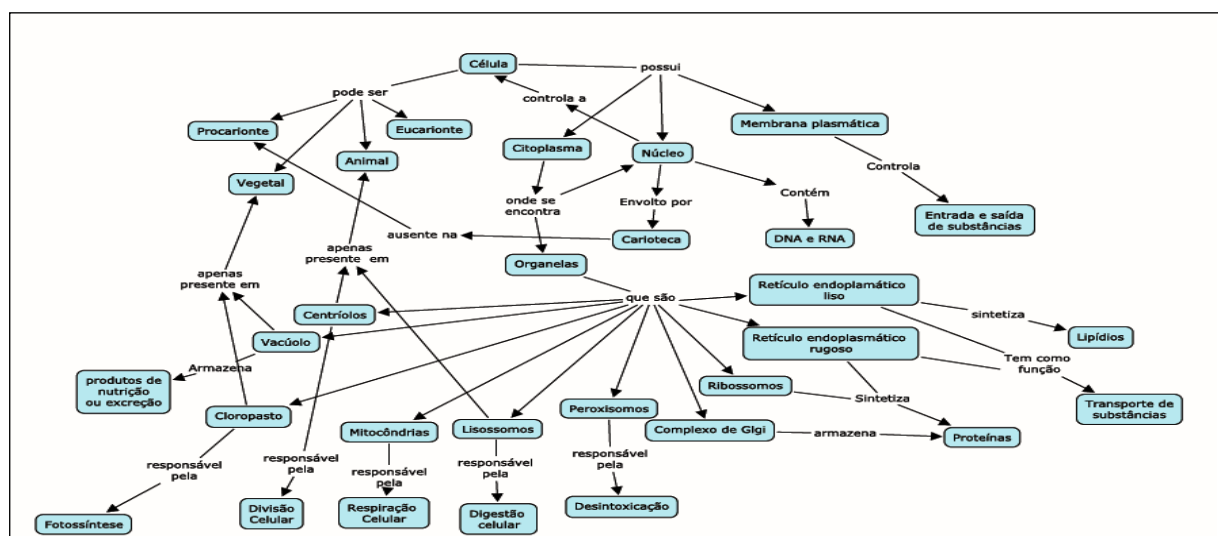 Célula
possui
pode ser
controla a
Procarionte
Eucarionte
Citoplasma
Núcleo
Membrana plasmática
Animal
Vegetal
Controla
Contém
onde se
encontra
Envolto por
Entrada e saída
de substâncias
ausente na
Carioteca
DNA e RNA
apenas
presente em
Organelas
apenas
presente em
que são
Retículo endoplamático
liso
Centríolos
sintetiza
Vacúolo
Retículo endoplamático
rugoso
Lipídios
Armazena
Tem como
função
produtos de
nutrição
ou excreção
Ribossomos
Sintetiza
Cloropasto
Peroxisomos
Transporte de
substâncias
Mitocôndrias
Lisossomos
Complexo de Glgi
armazena
Proteínas
responsável
pela
responsável
pela
responsável
pela
responsável
pela
responsável
pela
Fotossíntese
Divisão
Celular
Respiração
Celular
Digestão
celular
Desintoxicação